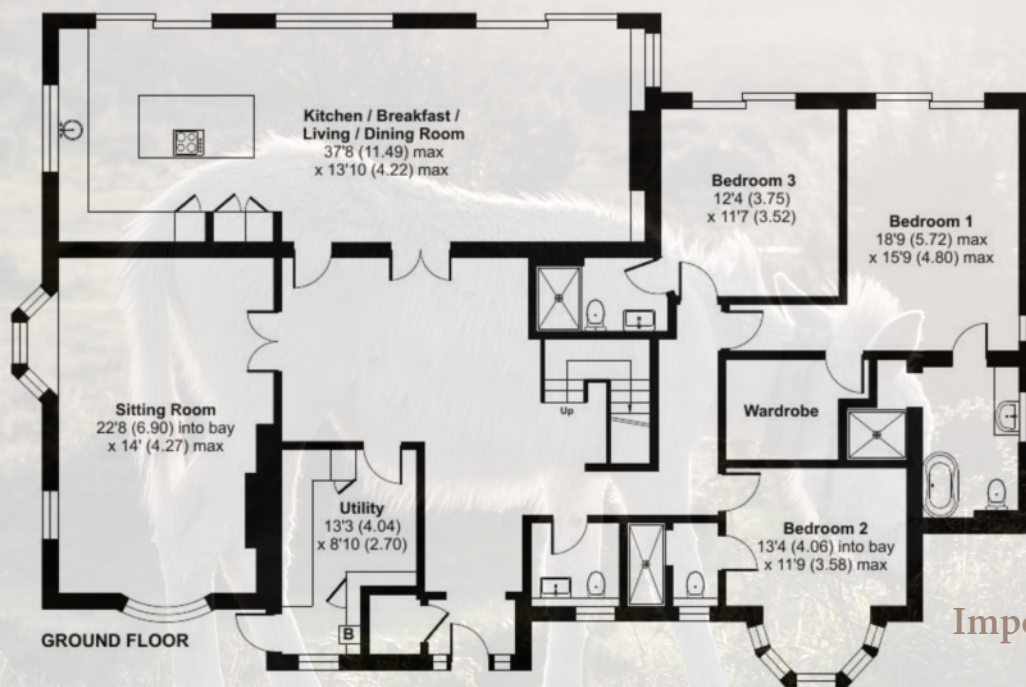 Kitchen / Breakfast /
Living / Dining Room
37'8 (11.49) max
x 13'10 (4.22) max
Bedroom 3
12'4 (3.75)
x 11'7 (3.52)
Bedroom 1
18'9 (5.72) max
x 15'9 (4.80) max
Sitting Room
22'8 (6.90) into bay
x 14' (4.27) max
Up
Wardrobe
Utility
13'3 (4.04)
x 8'10 (2.70)
Bedroom 2
13'4 (4.06) into bay
x 11'9 (3.58) max
B
GROUND FLOOR